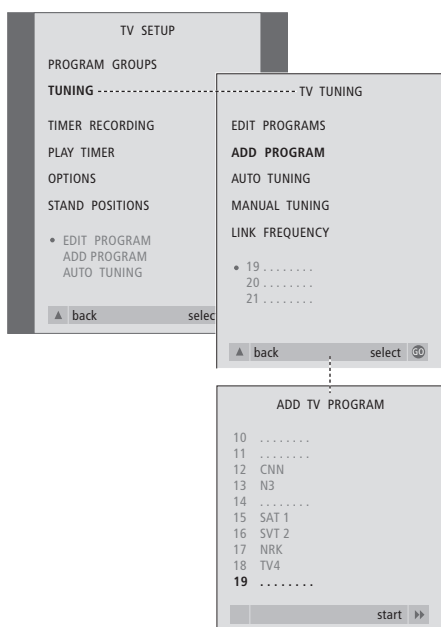 TV SETUP
PROGRAM GROUPS
TUNING
TIMER RECORDING
PLAY TIMER
OPTIONS
STAND POSITIONS
• EDIT PROGRAM
ADD PROGRAM
AUTO TUNING
▲ back selec
TV TUNING
EDIT PROGRAMS
ADD PROGRAM
AUTO TUNING
MANUAL TUNING
LINK FREQUENCY
• 19 . . . . . . . .
20 . . . . . . . .
21 . . . . . . . .
▲ back select GO
ADD TV PROGRAM
10 . . . . . . . .
11 . . . . . . . .
12 CNN
13 N3
14 . . . . . . . .
15 SAT 1
16 SVT 2
17 NRK
18 TV4
19 . . . . . . . .
start ▶▶